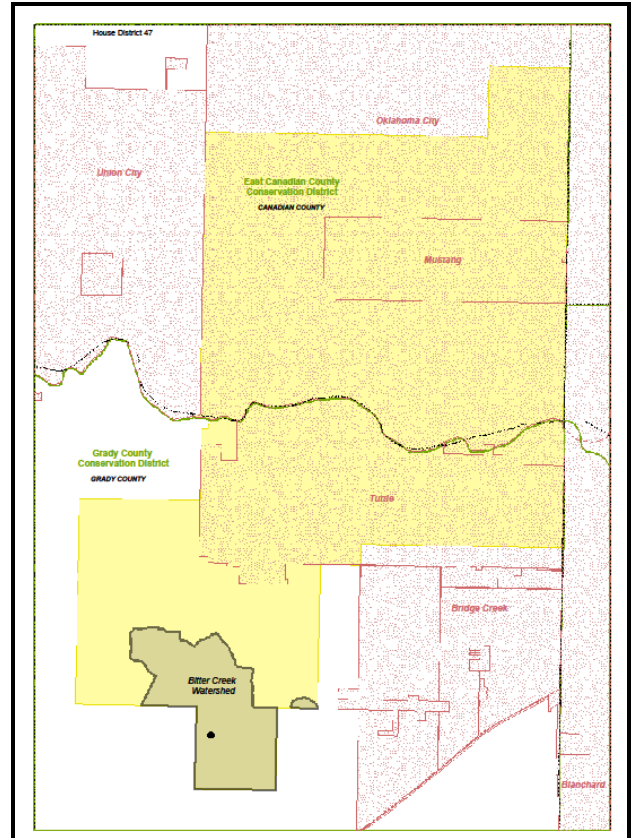 House District 47
Oklahoma City
Union City
East Canadian County
Conservation District
CANADIAN COUNTY
Mustang
Grady County
Conservation District
GRADY COUNTY
Tuttle
Bridge Creek
Bitter Creek
Watershed
Blanchard